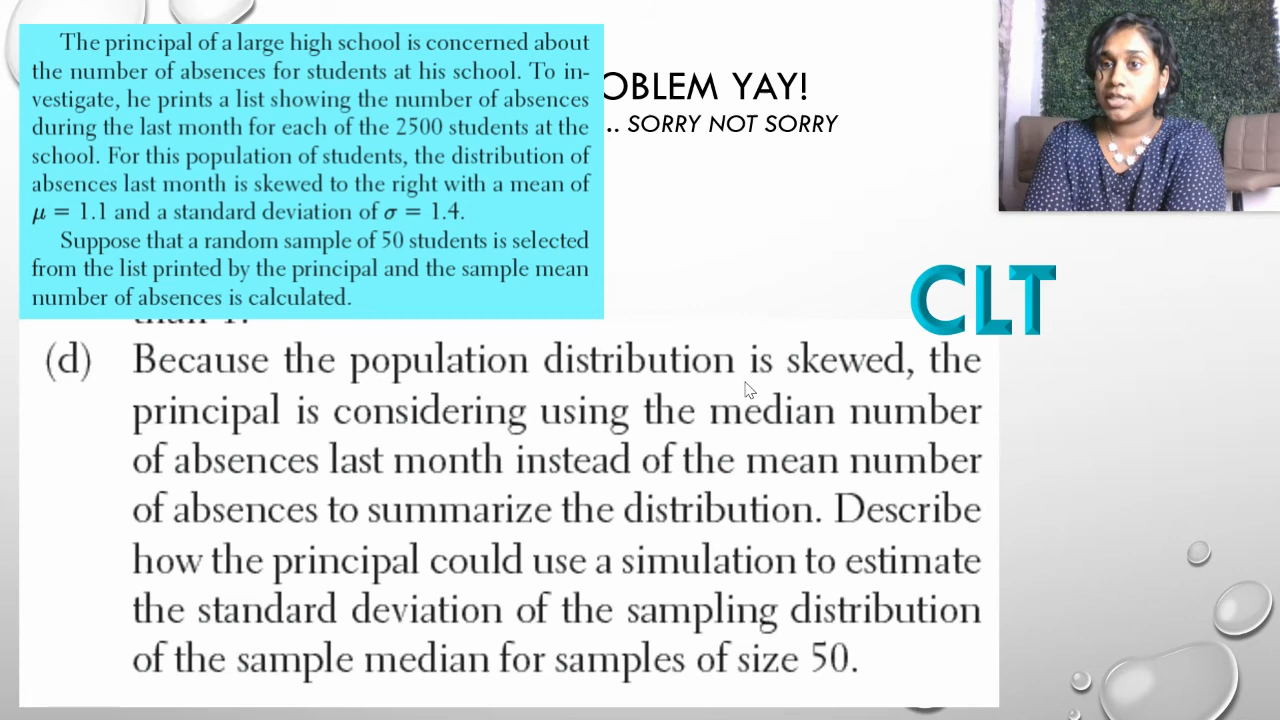 The principal of a large high school is concerned about
the number of absences for students at his school. To in-
vestigate, he prints a list showing the number of absences
during the last month for each of the 2500 students at the
school. For this population of students, the distribution of
absences last month is skewed to the right with a mean of
μ = 1.1 and a standard deviation of σ = 1.4.
Suppose that a random sample of 50 students is selected
from the list printed by the principal and the sample mean
number of absences is calculated.
OBLEM YAY!
.. SORRY NOT SORRY
CLT
than 1.
(d) Because the population distribution is skewed, the
principal is considering using the median number
of absences last month instead of the mean number
of absences to summarize the distribution. Describe
how the principal could use a simulation to estimate
the standard deviation of the sampling distribution
of the sample median for samples of size 50.